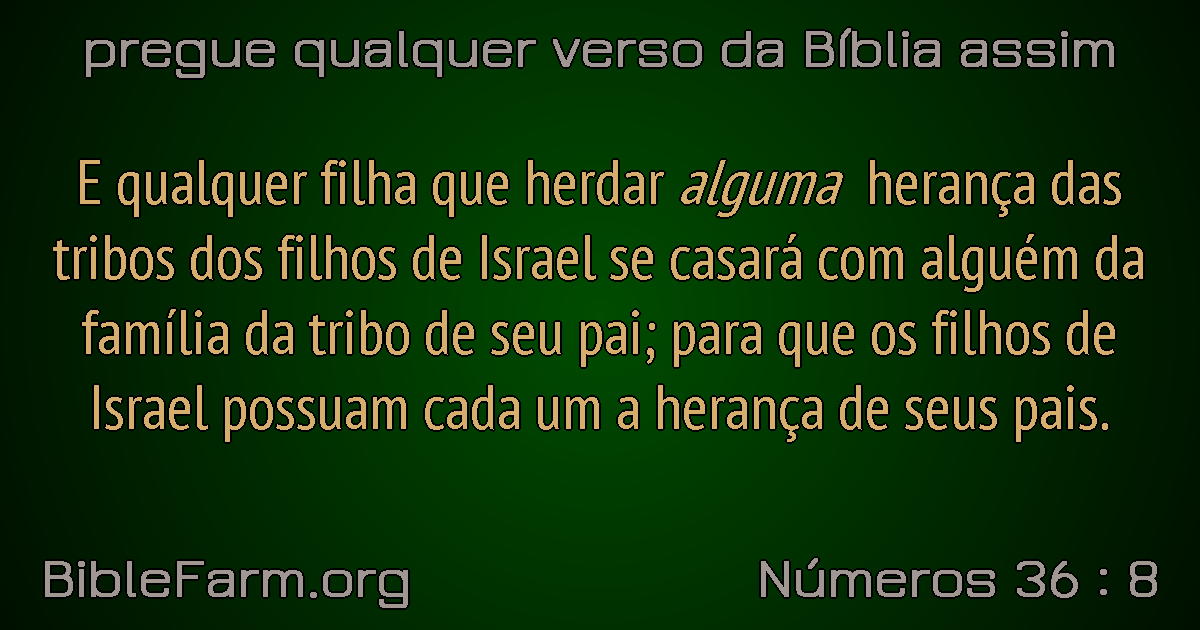 pregue qualquer verso da Bíblia assim
E qualquer filha que herdar alguma herança das
tribos dos filhos de Israel se casará com alguém da
família da tribo de seu pai; para que os filhos de
Israel possuam cada um a herança de seus pais.
BibleFarm.org
Números 36 : 8